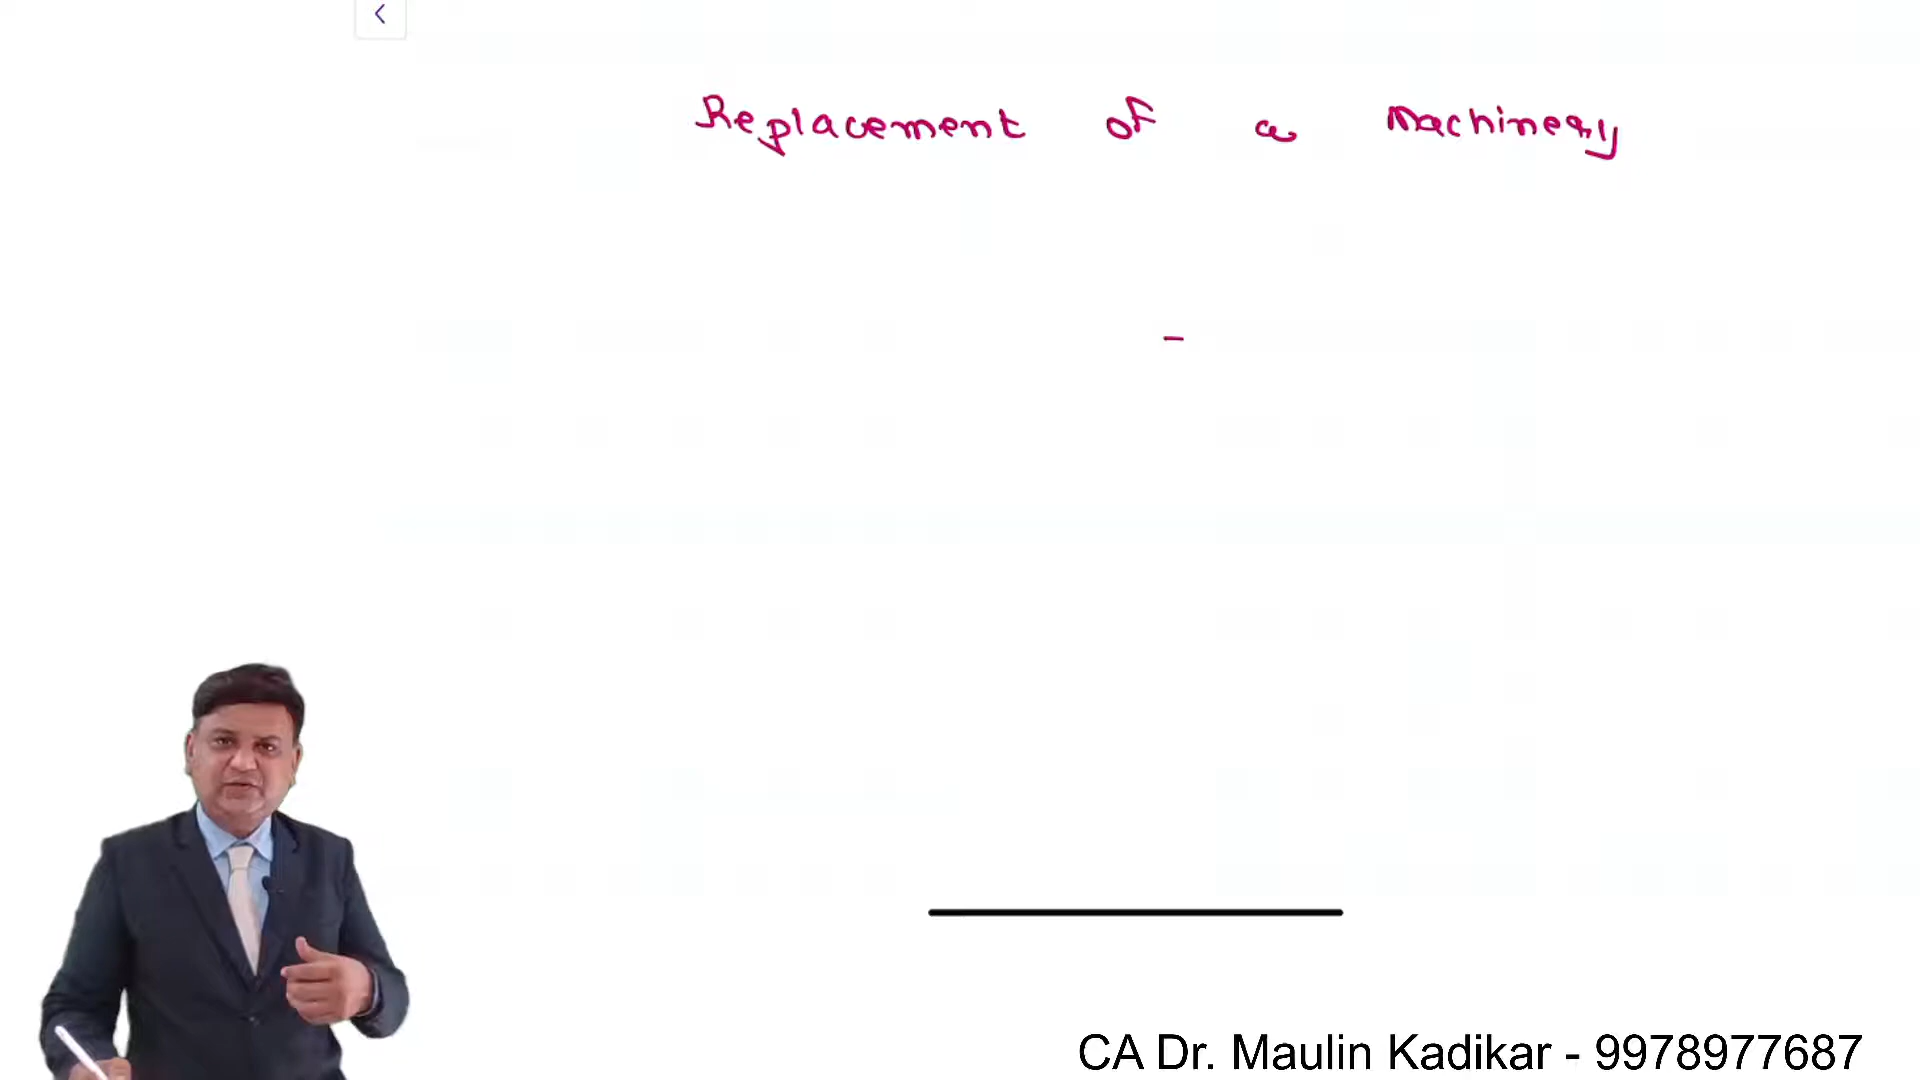 Replacement of a Machinery
-
CA Dr. Maulin Kadikar - 9978977687